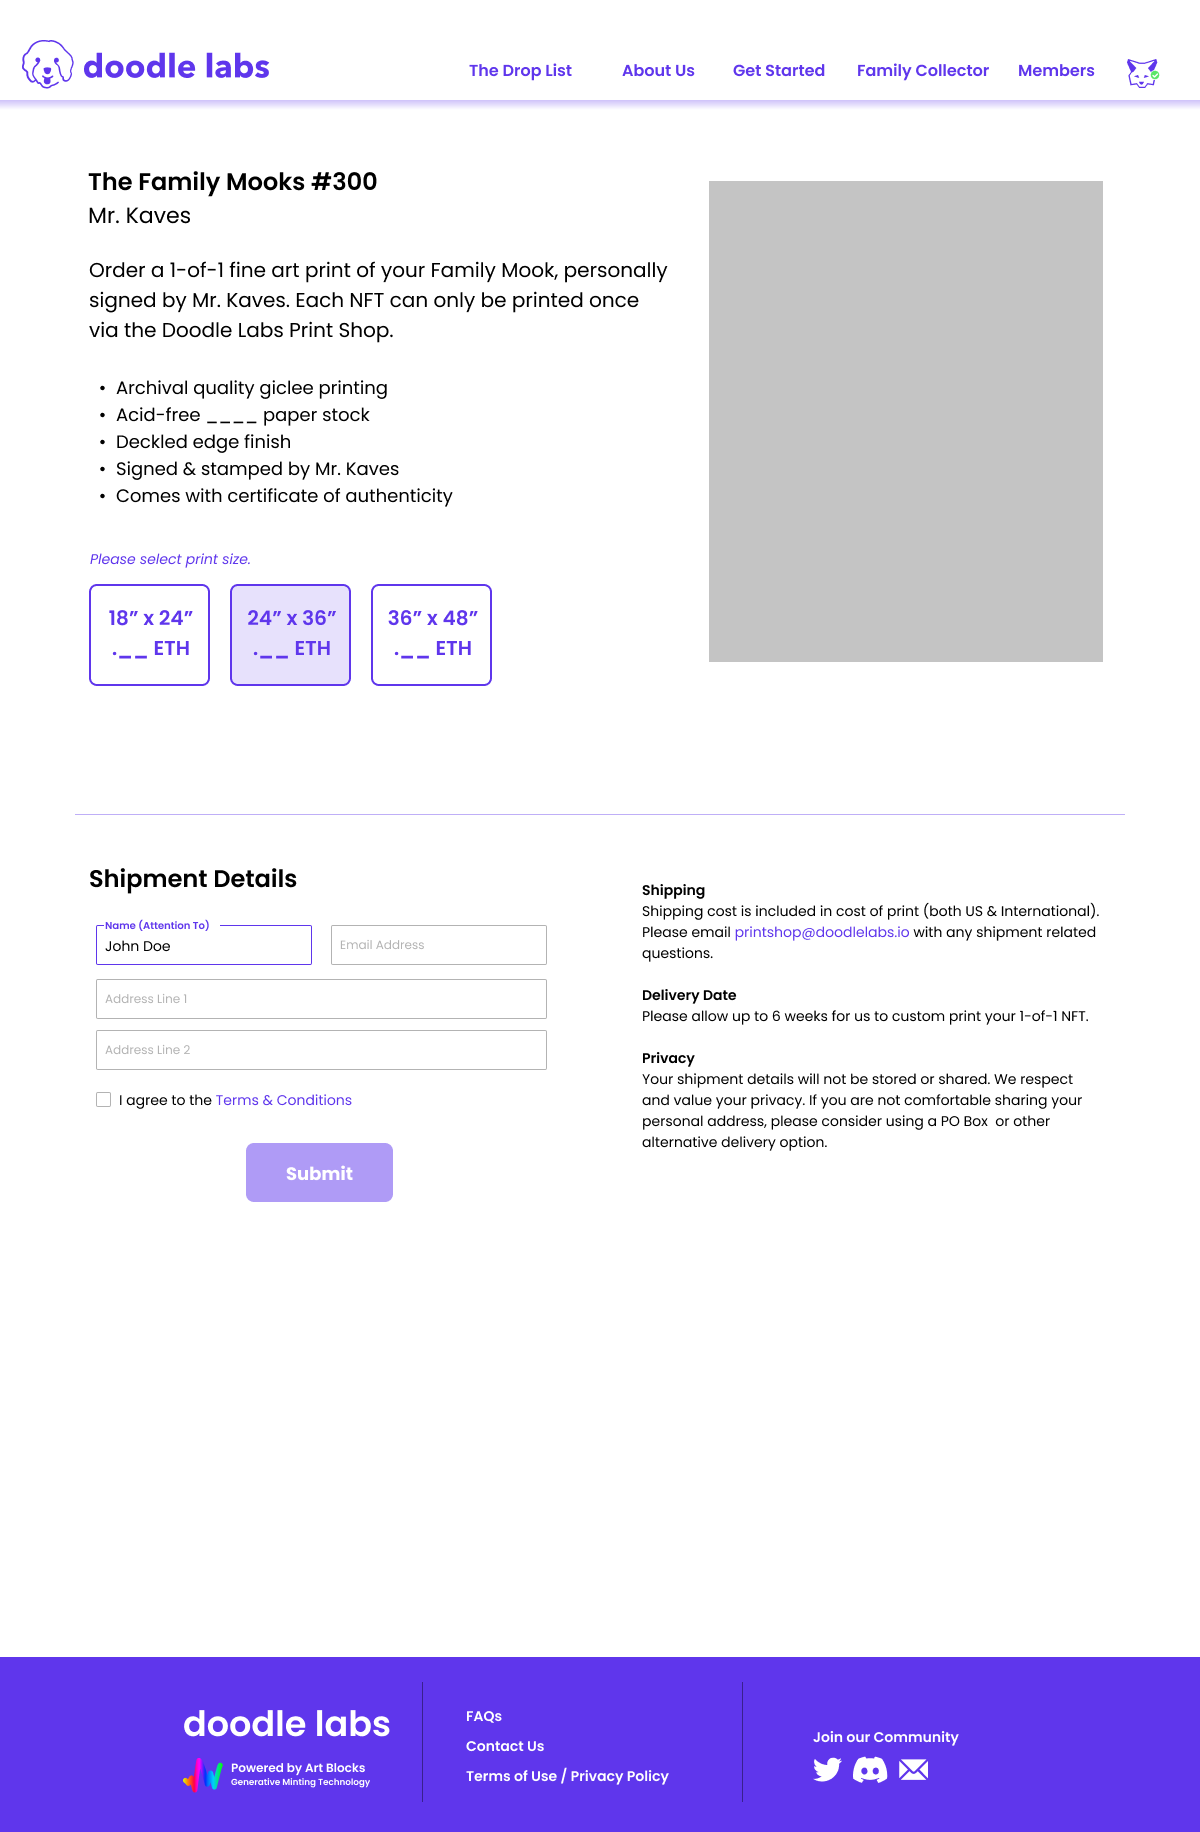 doodle labs
The Drop List
About Us
Get Started
Family Collector
Members
The Family Mooks #300
Mr. Kaves
Order a 1-of-1 fine art print of your Family Mook, personally
signed by Mr. Kaves. Each NFT can only be printed once
via the Doodle Labs Print Shop.
• Archival quality giclee printing
• Acid-free ____ paper stock
• Deckled edge finish
• Signed & stamped by Mr. Kaves
• Comes with certificate of authenticity
Please select print size.
18” x 24”
.__ ETH
24” x 36”
.__ ETH
36” x 48”
.__ ETH
Shipment Details
Name (Attention To)
John Doe
Email Address
Address Line 1
Address Line 2
I agree to the Terms & Conditions
Submit
Shipping
Shipping cost is included in cost of print (both US & International).
Please email printshop@doodlelabs.io with any shipment related
questions.
Delivery Date
Please allow up to 6 weeks for us to custom print your 1-of-1 NFT.
Privacy
Your shipment details will not be stored or shared. We respect
and value your privacy. If you are not comfortable sharing your
personal address, please consider using a PO Box  or other
alternative delivery option.
doodle labs
Powered by Art Blocks
Generative Minting Technology
FAQs
Contact Us
Terms of Use / Privacy Policy
Join our Community